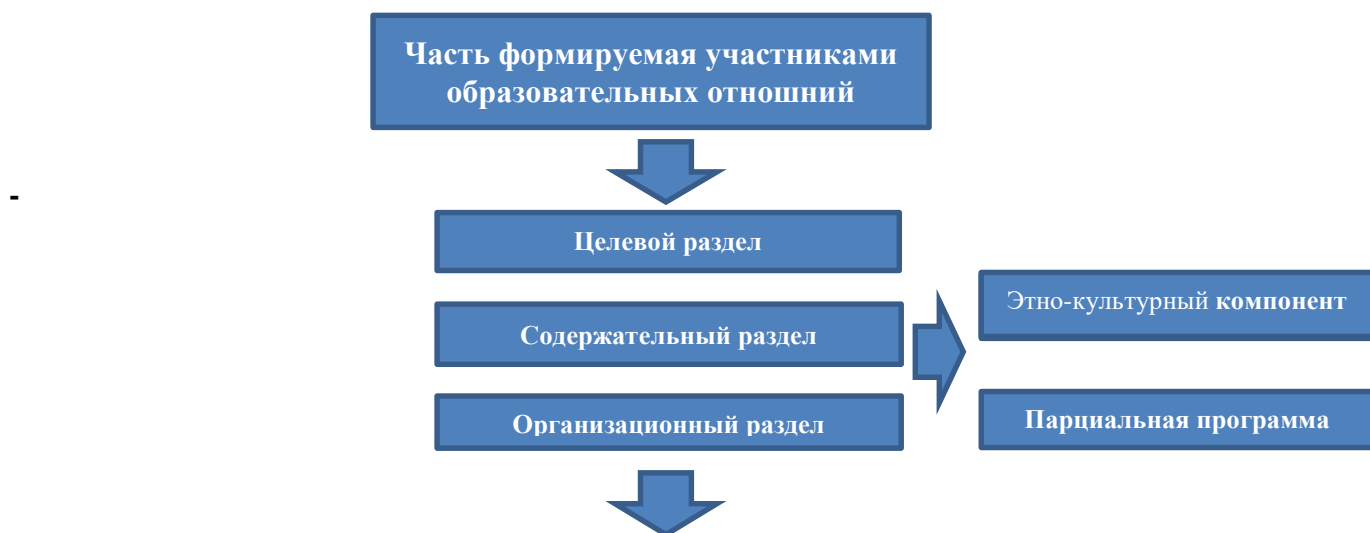 Часть формируемая участниками
образовательных отношний
-
Целевой раздел
Содержательный раздел
Организационный раздел
Этно-культурный компонент
Парциальная программа